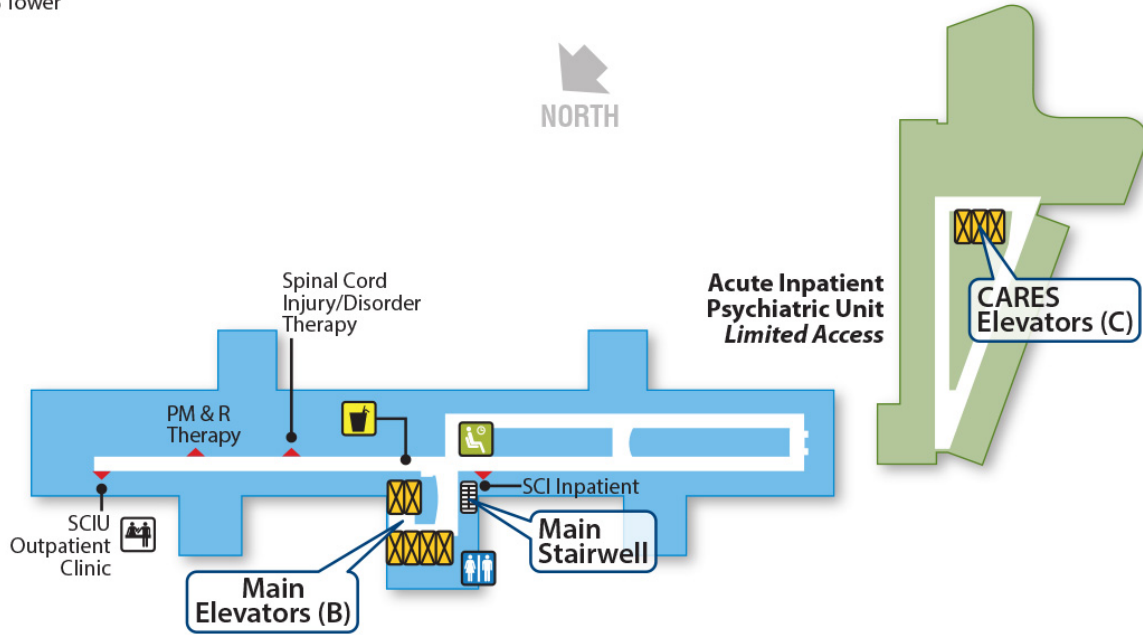 Tower
NORTH
Spinal Cord
Injury/Disorder
Therapy
Acute Inpatient
Psychiatric Unit
Limited Access
CARES
Elevators (C)
PM & R
Therapy
SCI Inpatient
SCIU
Outpatient
Clinic
Main
Stairwell
Main
Elevators (B)